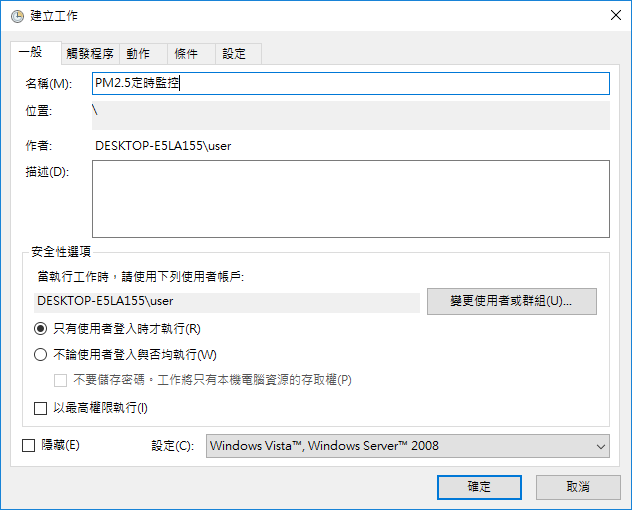 建立工作
一般 觸發程序 動作 條件 設定
名稱(M): PM2.5定時監控
位置: \
作者: DESKTOP-E5LA155\user
描述(D):
安全性選項
當執行工作時，請使用下列使用者帳戶:
DESKTOP-E5LA155\user 變更使用者或群組(U)...
只有使用者登入時才執行(R)
不論使用者登入與否均執行(W)
不要儲存密碼。工作將只有本機電腦資源的存取權(P)
以最高權限執行(I)
隱藏(E) 設定(C): Windows Vista™, Windows Server™ 2008
確定 取消